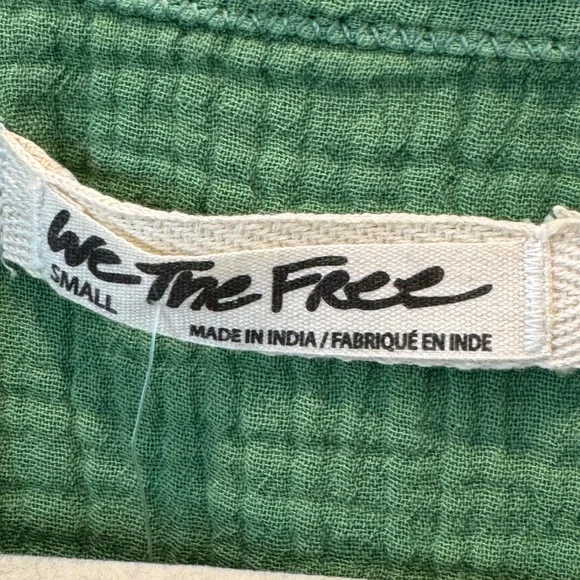 We The Free
SMALL
MADE IN INDIA / FABRIQUÉ EN INDE